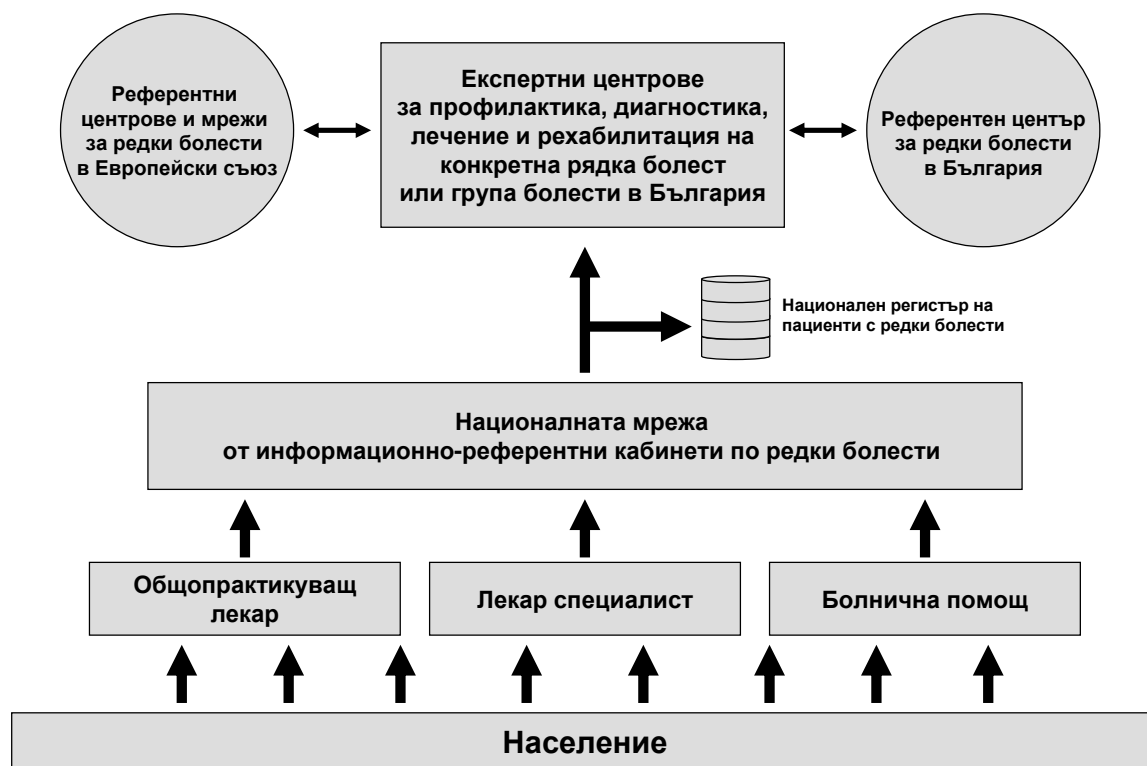 Референтни
центрове и мрежи
за редки болести
в Европейски съюз
Експертни центрове
за профилактика, диагностика,
лечение и рехабилитация на
конкретна рядка болест
или група болести в България
Референтен център
за редки болести
в България
Национален регистър на
пациенти с редки болести
Националната мрежа
от информационно-референтни кабинети по редки болести
Общопрактикуващ
лекар
Лекар специалист
Болнична помощ
Население